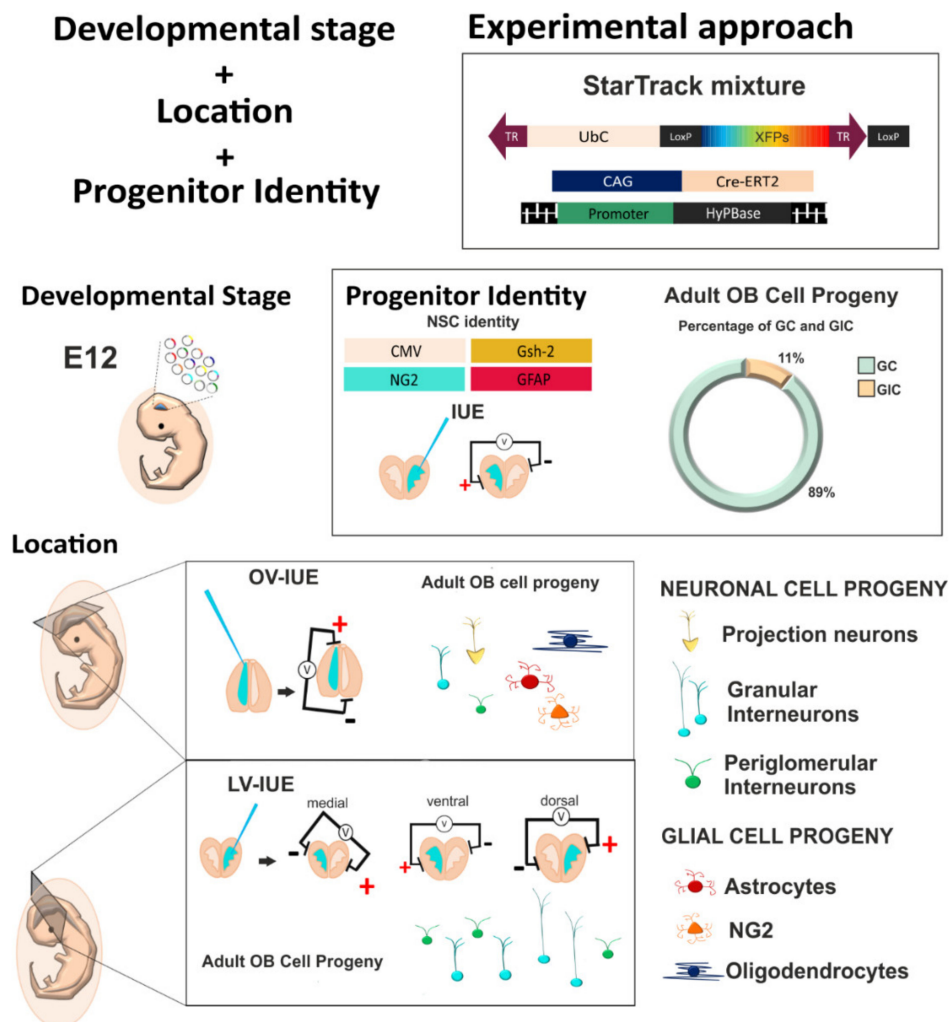 Developmental stage
+
Location
+
Progenitor Identity
Experimental approach
StarTrack mixture
TR UbC LoxP XFPs TR LoxP
CAG Cre-ERT2
Promoter HyPBase
Developmental Stage
E12
Progenitor Identity
NSC identity
CMV Gsh-2
NG2 GFAP
IUE
V
+ -
Adult OB Cell Progeny
Percentage of GC and GIC
11%
GC
GIC
89%
Location
OV-IUE
+
V
-
Adult OB cell progeny
LV-IUE
medial
V
- +
ventral
V
+ -
dorsal
V
- +
Adult OB Cell Progeny
NEURONAL CELL PROGENY
Projection neurons
Granular
Interneurons
Periglomerular
Interneurons
GLIAL CELL PROGENY
Astrocytes
NG2
Oligodendrocytes